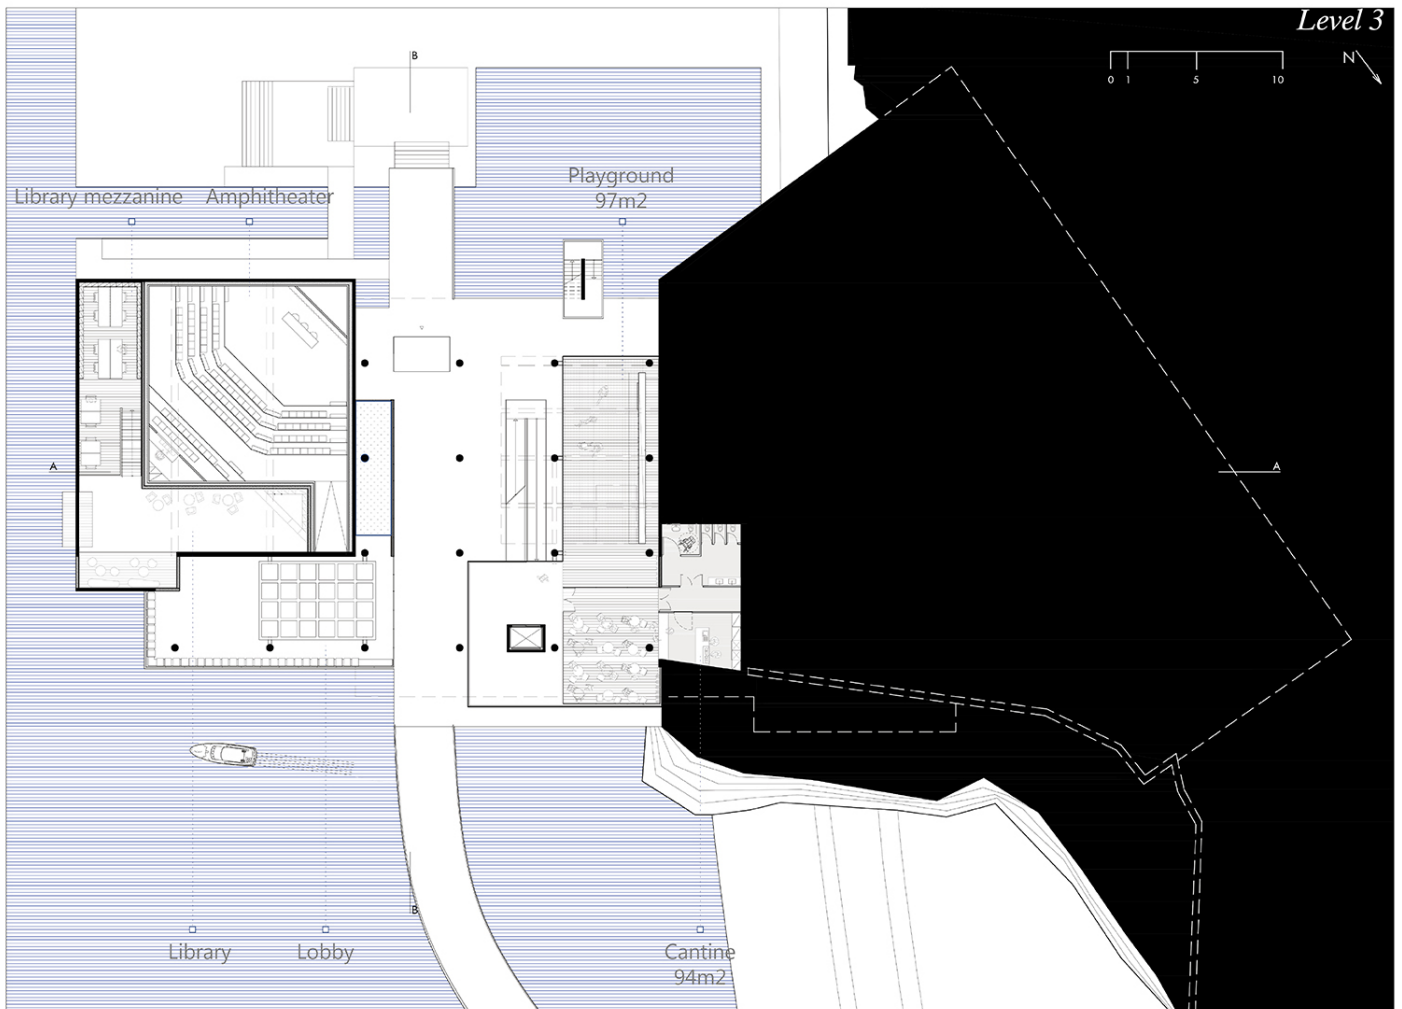 Level 3
B
N
0 1 5 10
Playground
97m2
Library mezzanine
Amphitheater
A
A
B
Library
Lobby
Cantine
94m2